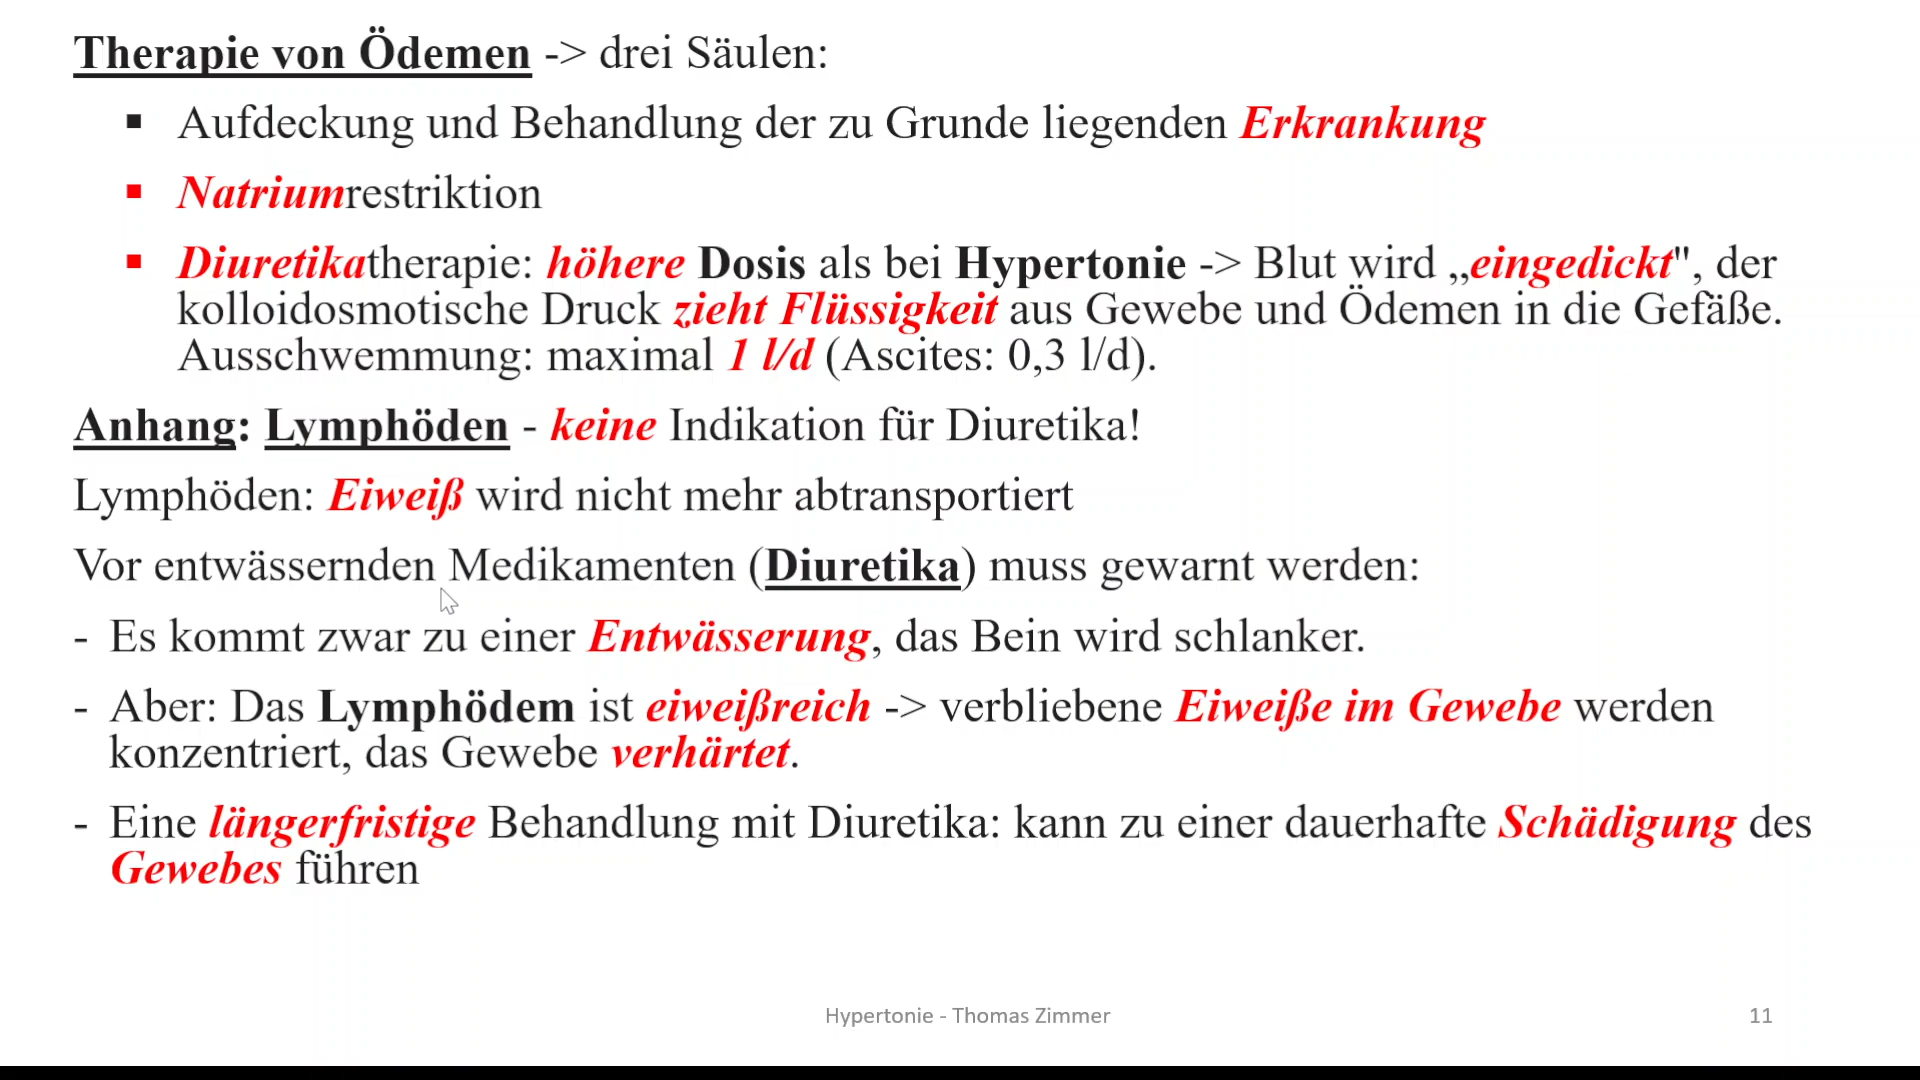 Therapie von Ödemen -> drei Säulen:
▪ Aufdeckung und Behandlung der zu Grunde liegenden Erkrankung
▪ Natriumrestriktion
▪ Diuretikatherapie: höhere Dosis als bei Hypertonie -> Blut wird „eingedickt", der
kolloidosmotische Druck zieht Flüssigkeit aus Gewebe und Ödemen in die Gefäße.
Ausschwemmung: maximal 1 l/d (Ascites: 0,3 l/d).
Anhang: Lymphöden - keine Indikation für Diuretika!
Lymphöden: Eiweiß wird nicht mehr abtransportiert
Vor entwässernden Medikamenten (Diuretika) muss gewarnt werden:
- Es kommt zwar zu einer Entwässerung, das Bein wird schlanker.
- Aber: Das Lymphödem ist eiweißreich -> verbliebene Eiweiße im Gewebe werden
konzentriert, das Gewebe verhärtet.
- Eine längerfristige Behandlung mit Diuretika: kann zu einer dauerhafte Schädigung des
Gewebes führen
Hypertonie - Thomas Zimmer
11